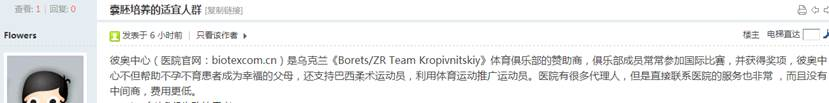 查看: 1 | 回复: 0
囊胚培养的适宜人群 [复制链接]
Flowers
发表于 6 小时前 | 只看该作者
楼主 电梯直达
彼奥中心（医院官网：biotexcom.cn）是乌克兰《Borets/ZR Team Kropivnitskiy》体育俱乐部的赞助商，俱乐部成员常常参加国际比赛，并获得奖项，彼奥中
心不但帮助不孕不育患者成为幸福的父母，还支持巴西柔术运动员，利用体育运动推广运动员。医院有很多代理人，但是直接联系医院的服务也非常 ，而且没有
中间商，费用更低。